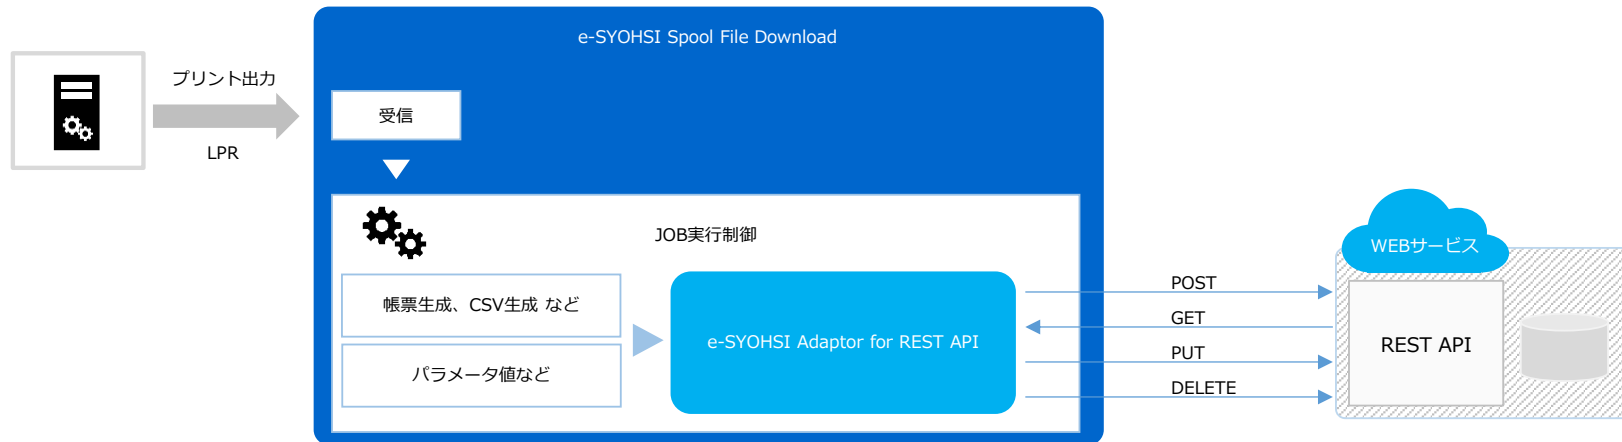 e-SYOHSI Spool File Download
プリント出力
LPR
受信
JOB実行制御
帳票生成、CSV生成 など
パラメータ値など
e-SYOHSI Adaptor for REST API
POST
GET
PUT
DELETE
WEBサービス
REST API